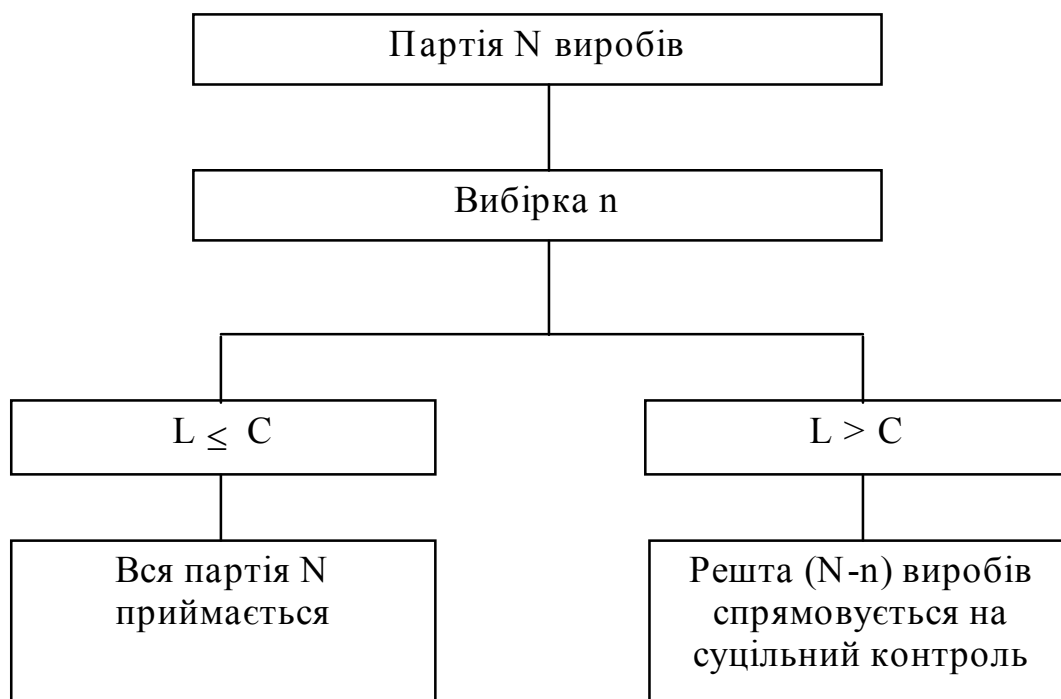 Партія N виробів
Вибірка n
L ≤ C
L > C
Вся партія N
приймається
Решта (N-n) виробів
спрямовується на
суцільний контроль